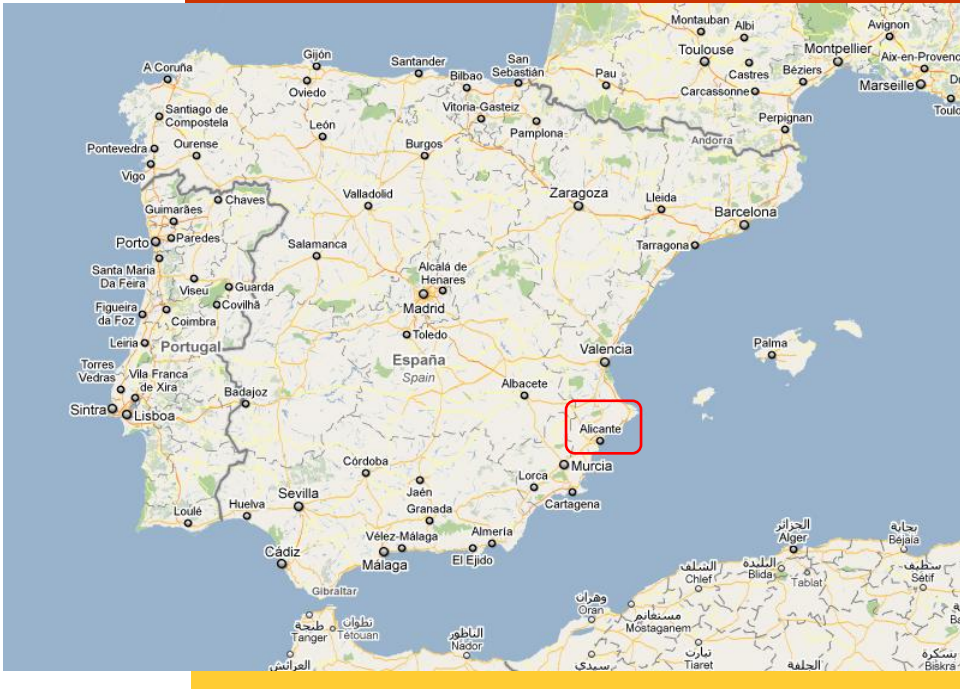 Montauban
Albi
Avignon
Toulouse
Montpellier
Castres
Béziers
Aix-en-Provenc
Carcassonne
Marseille
Toulo
Perpignan
Andorra
A Coruña
Gijón
Oviedo
Santander
Bilbao
San
Sebastián
Pau
Vitoria-Gasteiz
Pamplona
Santiago de
Compostela
León
Burgos
Pontevedra
Ourense
Vigo
Chaves
Guimarães
Valladolid
Zaragoza
Lleida
Barcelona
Porto
Paredes
Salamanca
Tarragona
Santa Maria
Da Feira
Viseu
Guarda
Alcalá de
Henares
Madrid
Figueira
da Foz
Covilhã
Coimbra
Toledo
Leiria
Portugal
España
Spain
Valencia
Palma
Torres
Vedras
Vila Franca
de Xira
Badajoz
Albacete
Sintra
Lisboa
Alicante
Murcia
Córdoba
Jaén
Lorca
Cartagena
Sevilla
Granada
Huelva
Loulé
Vélez-Málaga
Almería
Cádiz
Málaga
El Ejido
Gibraltar
الجزائر
Alger
بجاية
Béjaïa
الشلف
Chlef
البليدة
Blida
Tablat
سطيف
Sétif
Ba
وهران
Oran
مستغانم
Mostaganem
طنجة
Tanger
تطوان
Tétouan
الناظور
Nador
العرائش
سيدي
تيارت
Tiaret
الجلفة
بسكرة
Biskra